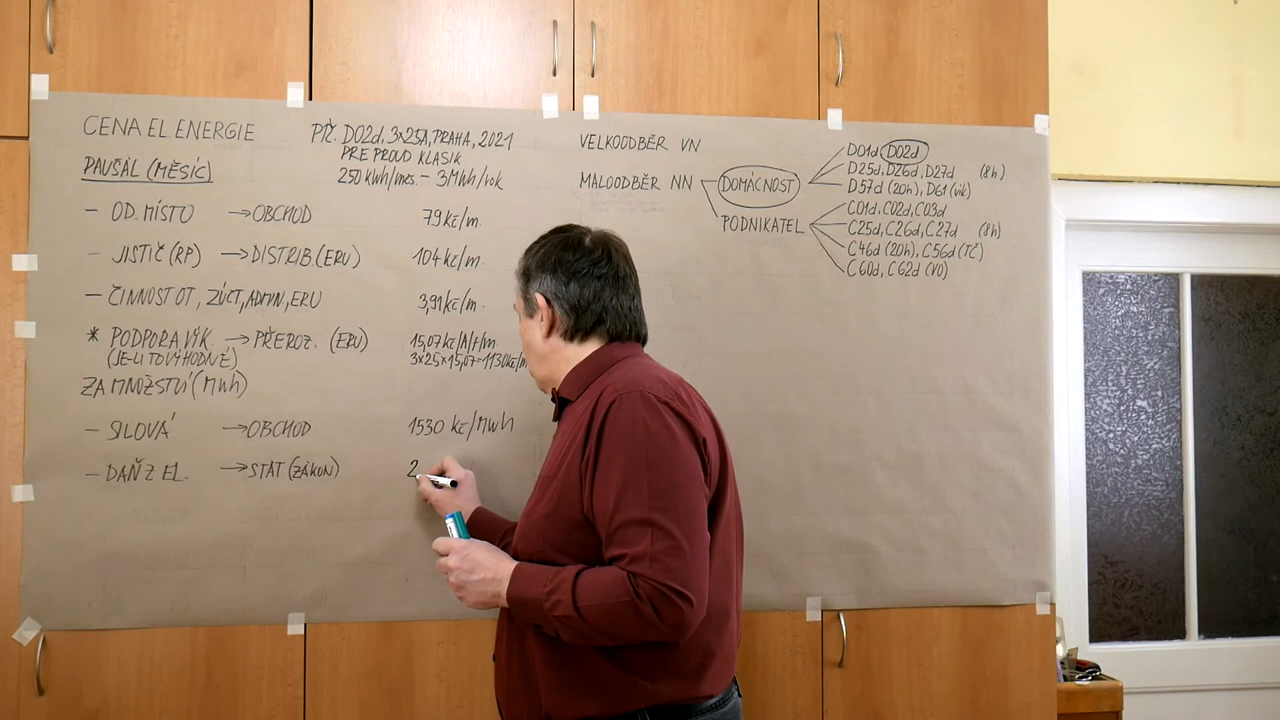 CENA EL. ENERGIE
PŘ. D02d, 3x25A, PRAHA, 2021
PRE PROUD KLASIK
250 kWh/měs. – 3MWh/rok
PAUŠÁL (MĚSÍC)
– OD. MÍSTO →OBCHOD 79 Kč/m.
– JISTIČ (RP) →DISTRIB (ERU) 104 Kč/m.
– ČINNOST OT, ZÚČT, ADMIN, ERU 3,91 Kč/m.
* PODPORA VÝK. →PŘEROZ. (ERU) 15,07 Kč/A/f/m
(JE-LI TO VÝHODNÉ) 3x25x15,07=1130 Kč/m
ZA MNOŽSTVÍ (MWh)
– SILOVÁ →OBCHOD 1530 Kč/MWh
– DAŇ Z EL. →STÁT (ZÁKON) 2
VELKOODBĚR VN
MALOODBĚR NN
DOMÁCNOST
D01d, D02d
D25d, D26d, D27d (8h)
D57d (20h), D61 (vík)
PODNIKATEL
C01d, C02d, C03d
C25d, C26d, C27d (8h)
C46d (20h), C56d (TČ)
C60d, C62d (VO)